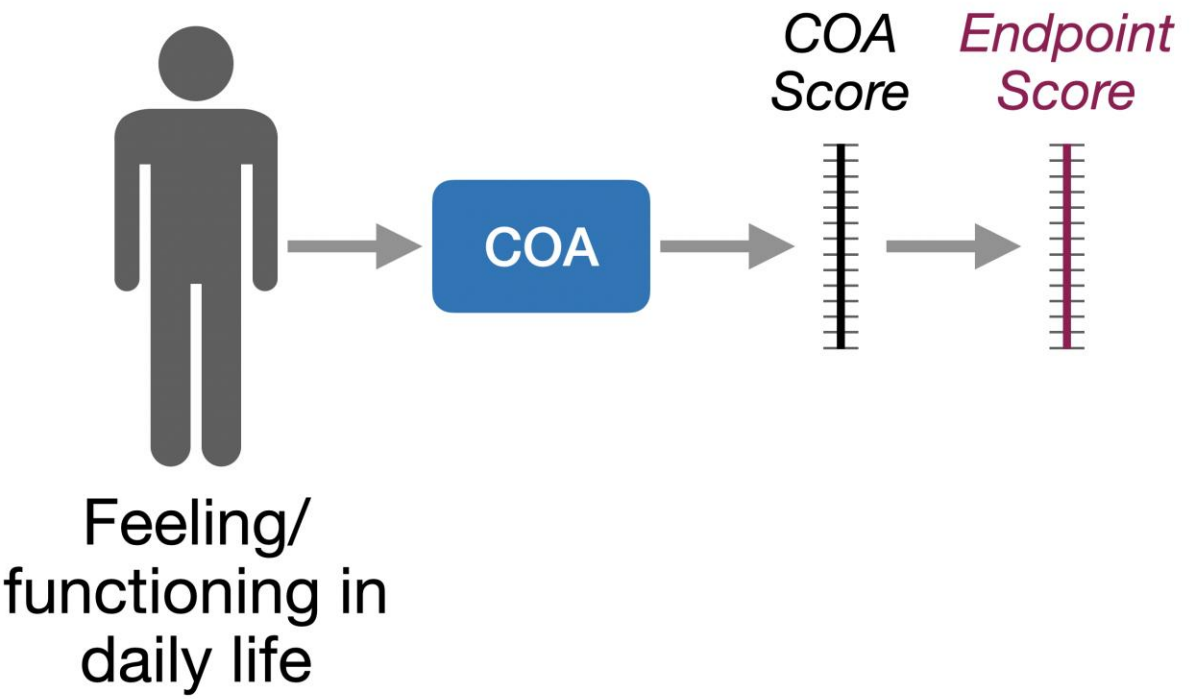 COA
Score
Endpoint
Score
COA
Feeling/
functioning in
daily life